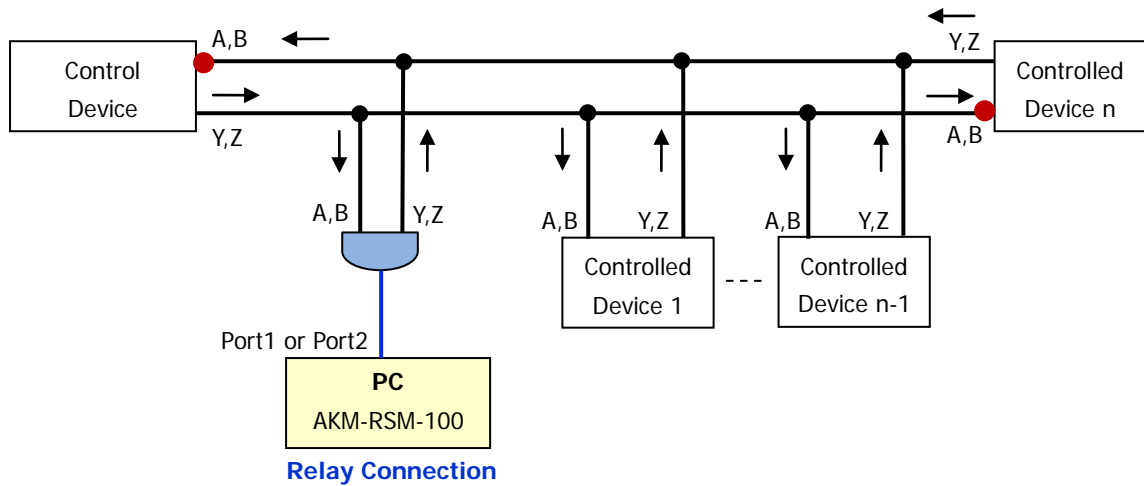 A,B
Y,Z
Control
Device
Controlled
Device n
Y,Z
A,B
A,B
Y,Z
A,B
Y,Z
A,B
Y,Z
Controlled
Device 1
Controlled
Device n-1
Port1 or Port2
PC
AKM-RSM-100
Relay Connection